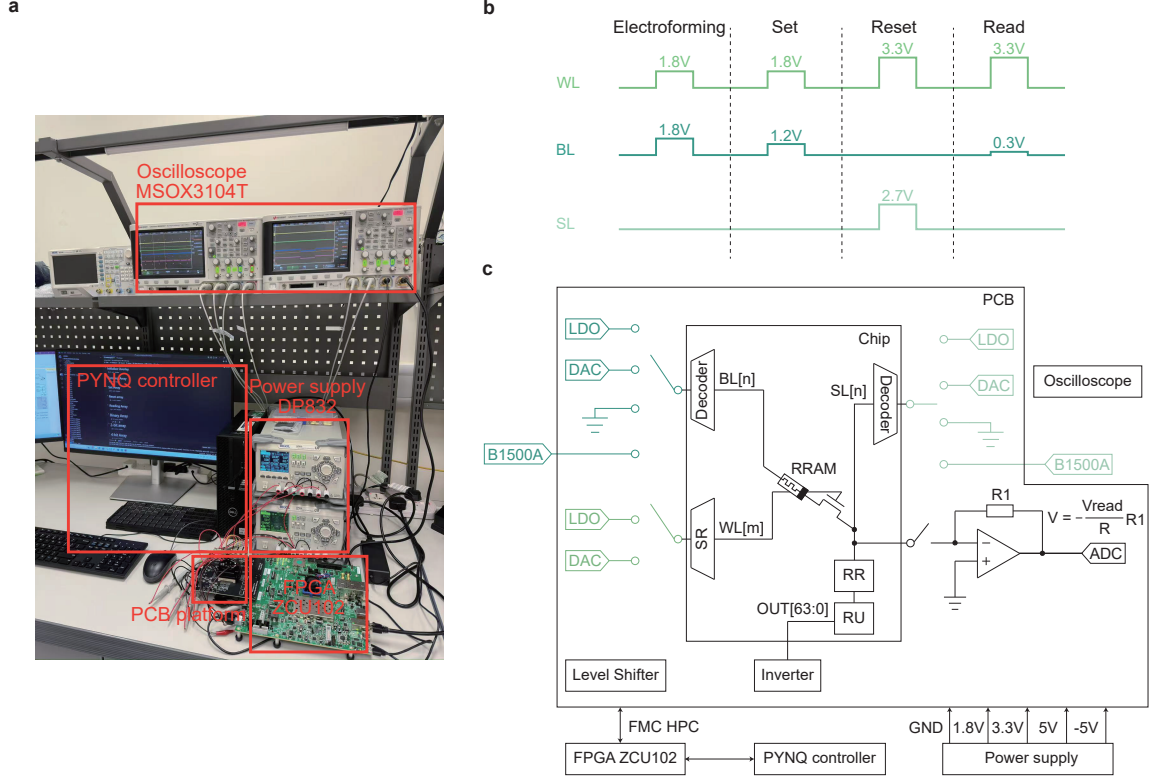 a
Oscilloscope
MSOX3104T
PYNQ controller
Power supply
DP832
PCB platform
FPGA
ZCU102
b
Electroforming
Set
Reset
Read
WL
1.8V
1.8V
3.3V
3.3V
BL
1.8V
1.2V
0.3V
SL
2.7V
c
PCB
Chip
LDO
DAC
B1500A
LDO
DAC
Decoder
BL[n]
SR
WL[m]
RRAM
SL[n]
Decoder
LDO
DAC
B1500A
Oscilloscope
RR
RU
OUT[63:0]
R1
V = -Vread/R R1
−
+
ADC
Level Shifter
Inverter
FMC HPC
FPGA ZCU102
PYNQ controller
GND 1.8V 3.3V 5V -5V
Power supply